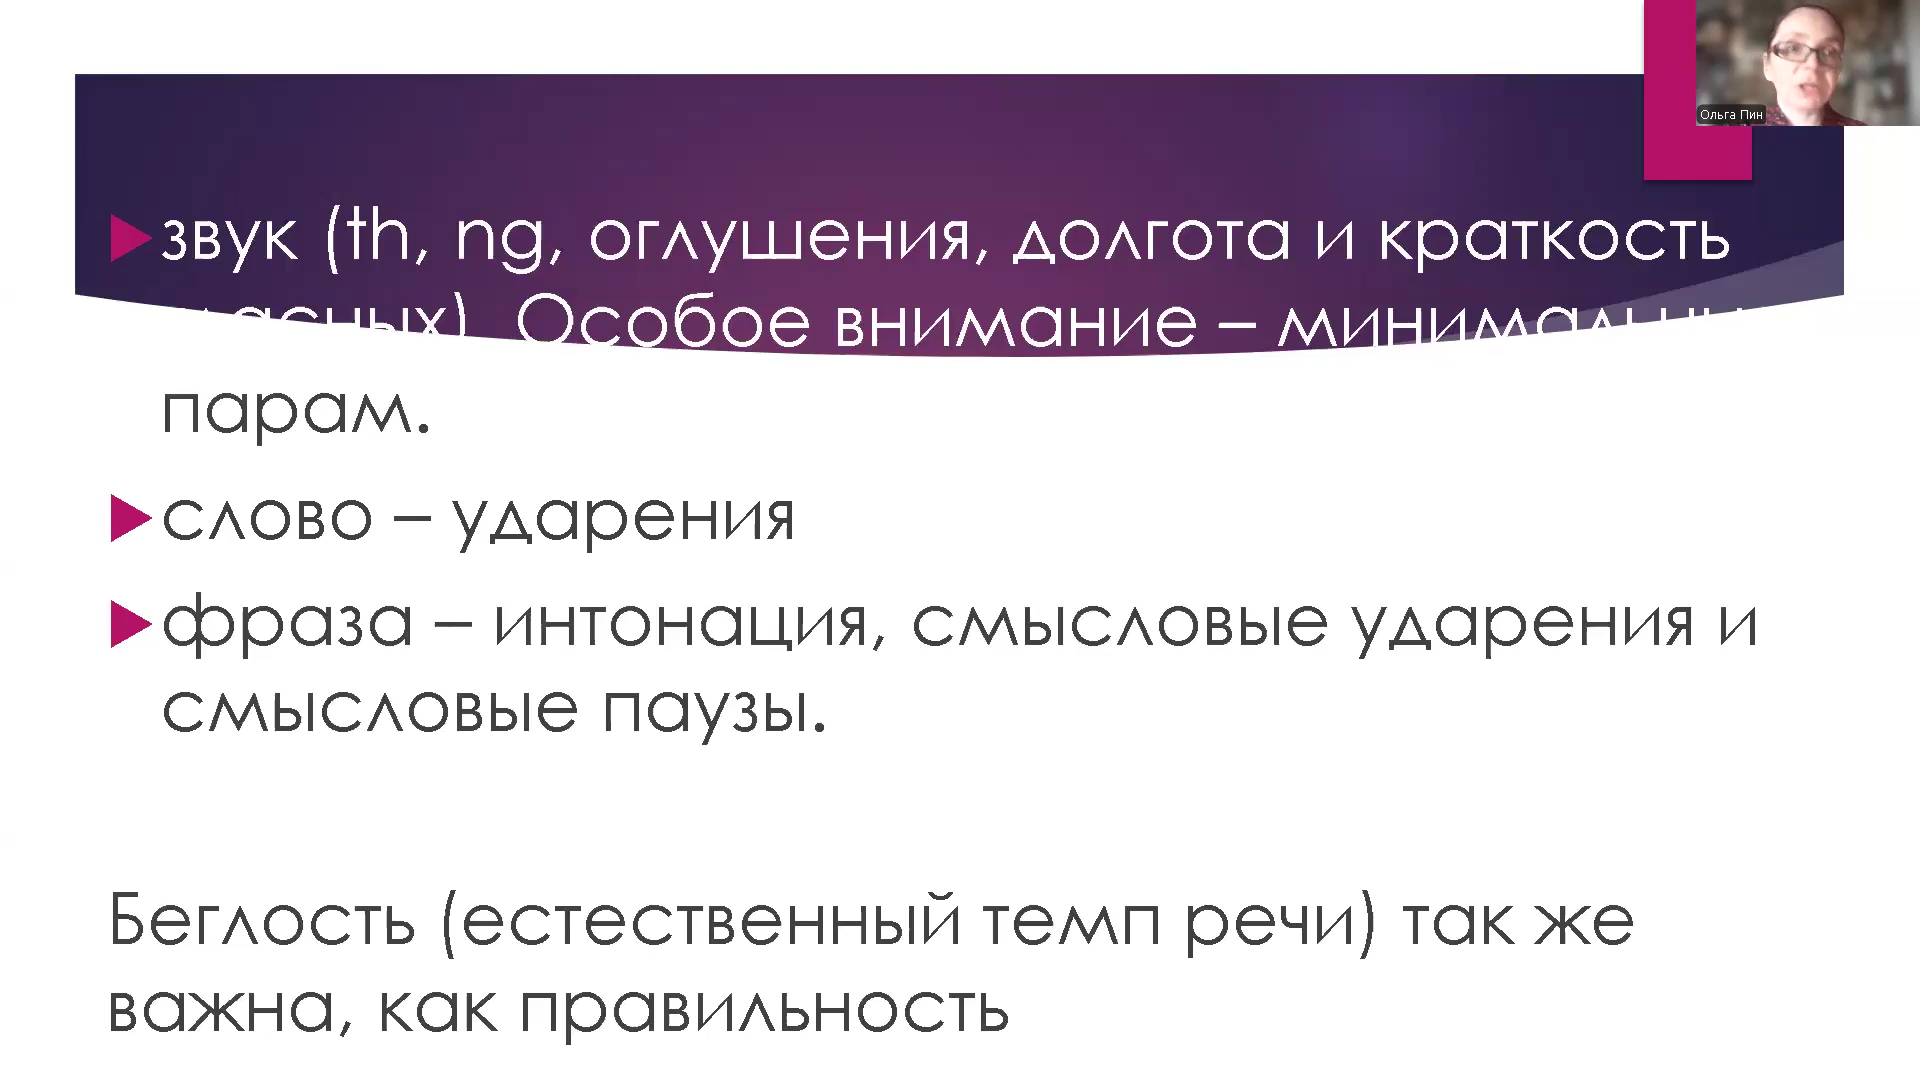 Ольга Пин
звук (th, ng, оглушения, долгота и краткость
гласных). Особое внимание – минимальным
парам.
слово – ударения
фраза – интонация, смысловые ударения и
смысловые паузы.
Беглость (естественный темп речи) так же
важна, как правильность